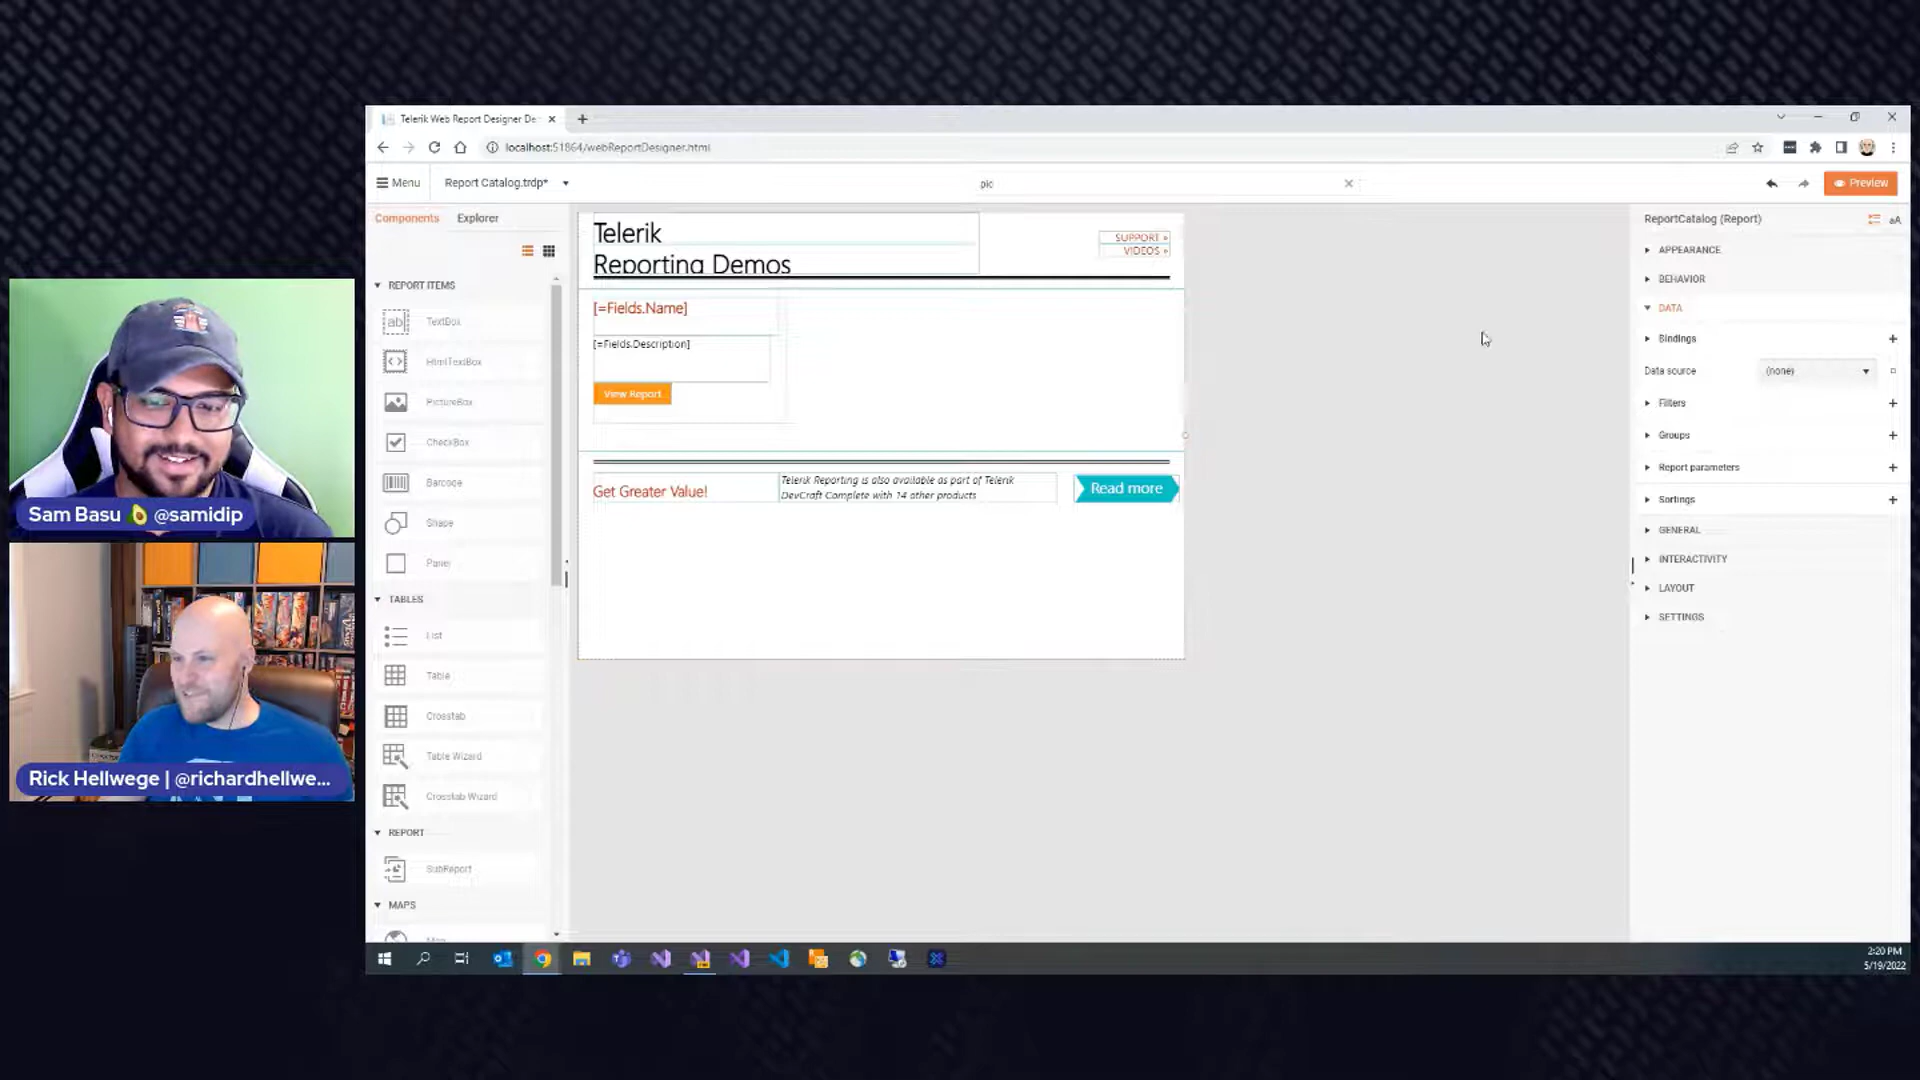 Telerik Web Report Designer De
localhost:51864/webReportDesigner.html
Menu
Report Catalog.trdp*
pic
Preview
Components
Explorer
REPORT ITEMS
ab
TextBox
HtmlTextBox
PictureBox
CheckBox
Barcode
Shape
Panel
TABLES
List
Table
Crosstab
Table Wizard
Crosstab Wizard
REPORT
SubReport
MAPS
Map
Telerik
Reporting Demos
SUPPORT »
VIDEOS »
[=Fields.Name]
[=Fields.Description]
View Report
Get Greater Value!
Telerik Reporting is also available as part of Telerik
DevCraft Complete with 14 other products
Read more
ReportCatalog (Report)
aA
APPEARANCE
BEHAVIOR
DATA
Bindings
Data source
(none)
Filters
Groups
Report parameters
Sortings
GENERAL
INTERACTIVITY
LAYOUT
SETTINGS
Sam Basu 🥑 @samidip
Rick Hellwege | @richardhellwe...
2:20 PM
5/19/2022